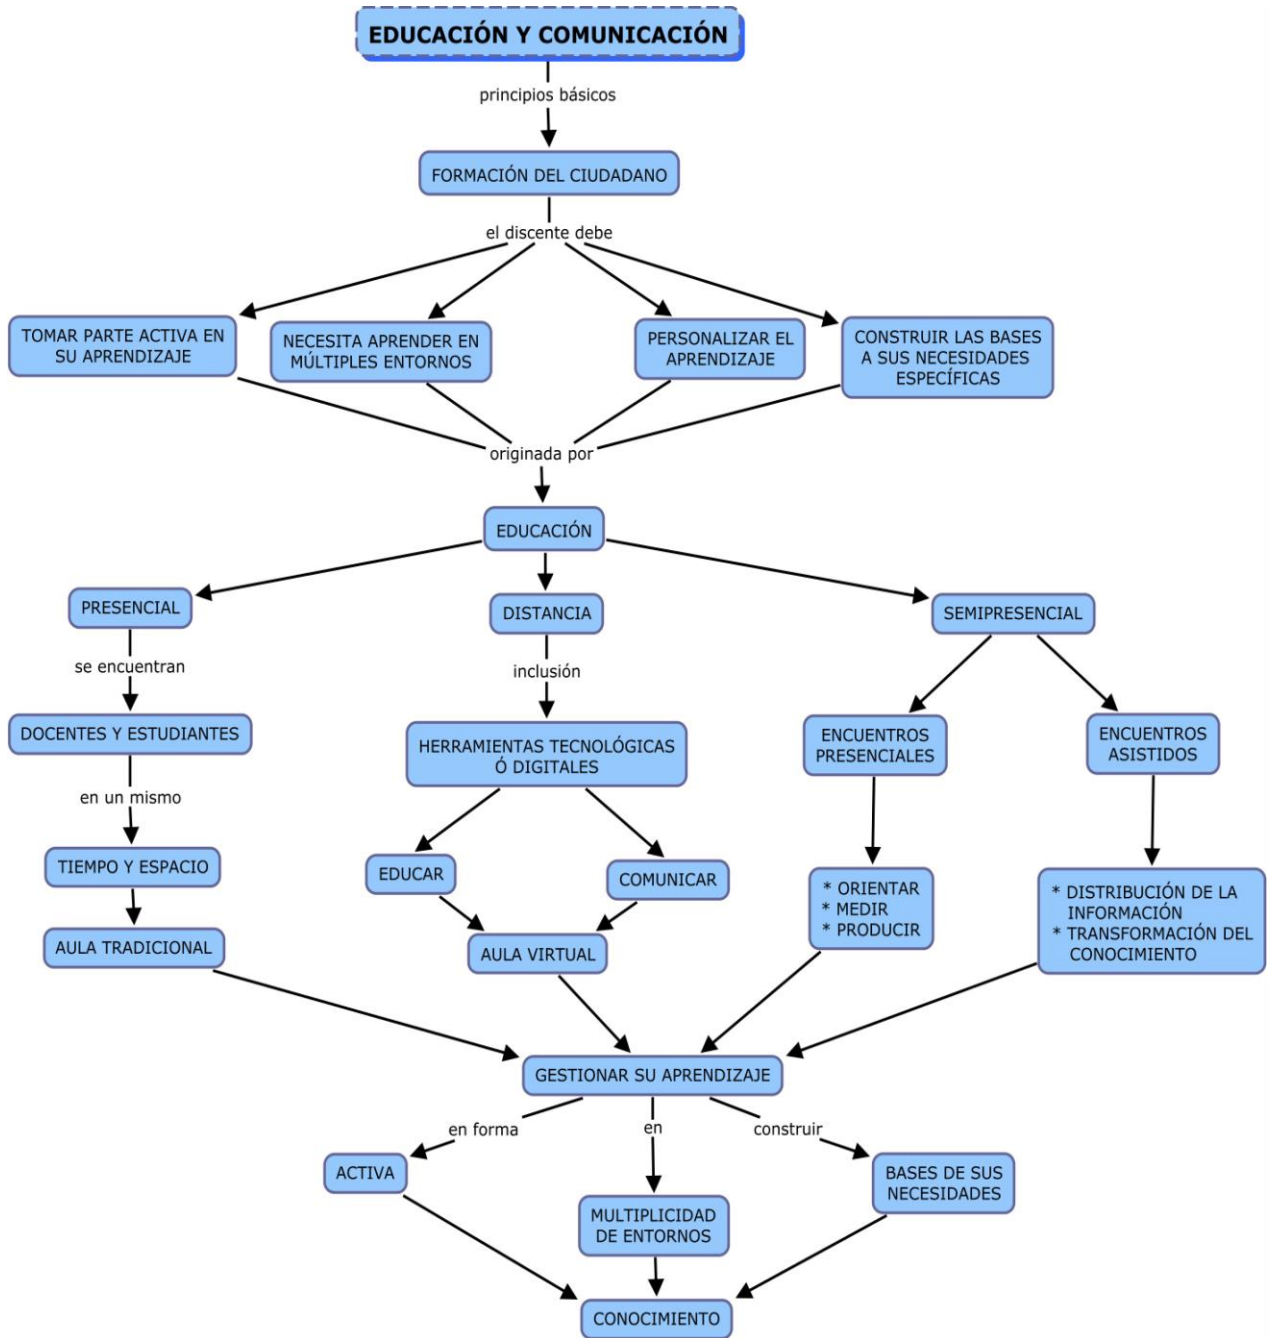 EDUCACIÓN Y COMUNICACIÓN
principios básicos
FORMACIÓN DEL CIUDADANO
el discente debe
TOMAR PARTE ACTIVA EN
SU APRENDIZAJE
NECESITA APRENDER EN
MÚLTIPLES ENTORNOS
PERSONALIZAR EL
APRENDIZAJE
CONSTRUIR LAS BASES
A SUS NECESIDADES
ESPECÍFICAS
originada por
EDUCACIÓN
PRESENCIAL
DISTANCIA
SEMIPRESENCIAL
se encuentran
inclusión
DOCENTES Y ESTUDIANTES
HERRAMIENTAS TECNOLÓGICAS
Ó DIGITALES
ENCUENTROS
PRESENCIALES
ENCUENTROS
ASISTIDOS
en un mismo
TIEMPO Y ESPACIO
EDUCAR
COMUNICAR
* ORIENTAR
* MEDIR
* PRODUCIR
* DISTRIBUCIÓN DE LA
INFORMACIÓN
* TRANSFORMACIÓN DEL
CONOCIMIENTO
AULA TRADICIONAL
AULA VIRTUAL
GESTIONAR SU APRENDIZAJE
en forma
en
construir
ACTIVA
MULTIPLICIDAD
DE ENTORNOS
BASES DE SUS
NECESIDADES
CONOCIMIENTO